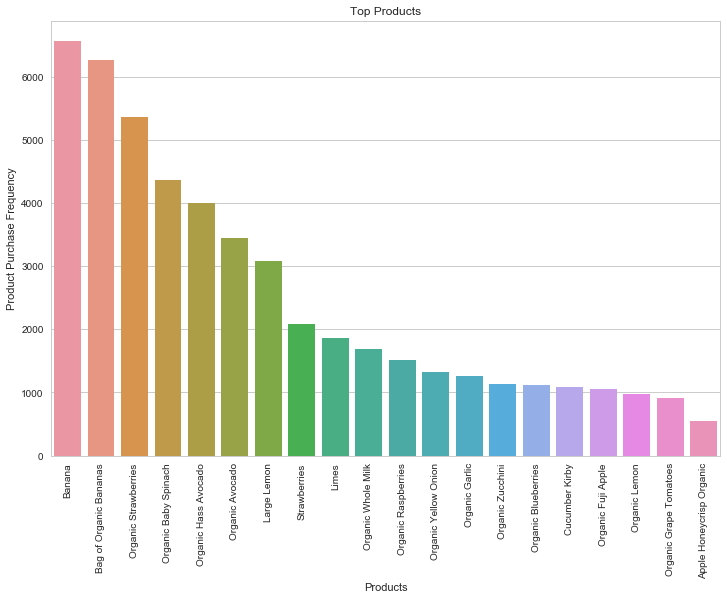 Top Products
Product Purchase Frequency
6000
5000
4000
3000
2000
1000
0
Banana
Bag of Organic Bananas
Organic Strawberries
Organic Baby Spinach
Organic Hass Avocado
Organic Avocado
Large Lemon
Strawberries
Limes
Organic Whole Milk
Organic Raspberries
Organic Yellow Onion
Organic Garlic
Organic Zucchini
Organic Blueberries
Cucumber Kirby
Organic Fuji Apple
Organic Lemon
Organic Grape Tomatoes
Apple Honeycrisp Organic
Products